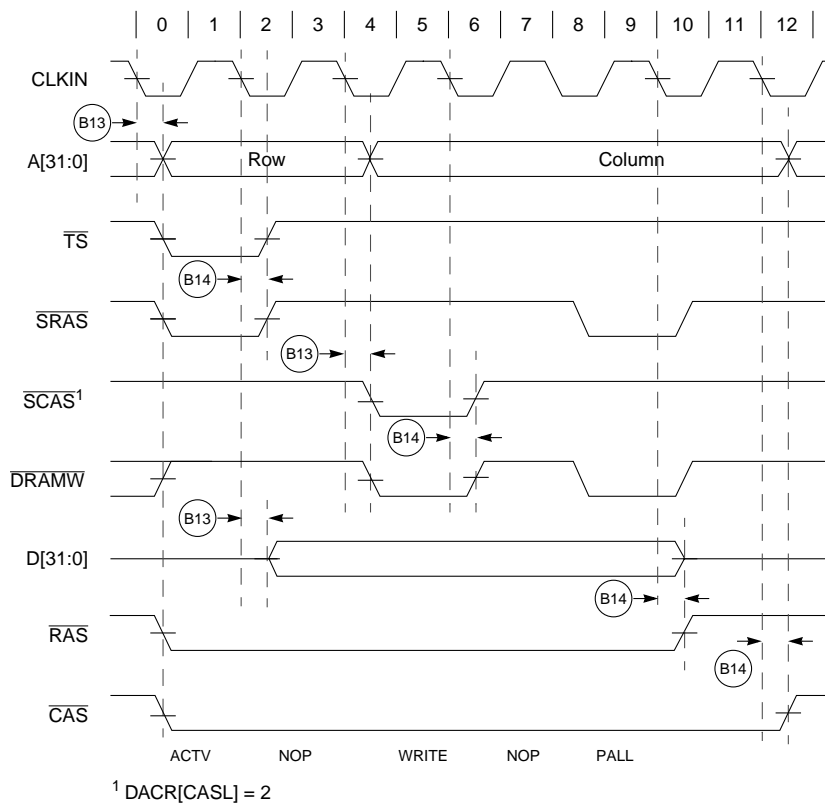 0 1 2 3 4 5 6 7 8 9 10 11 12
CLKIN
B13
A[31:0] Row Column
TS
B14
SRAS
B13
SCAS¹
B14
DRAMW
B13
D[31:0]
B14
RAS
B14
CAS
ACTV NOP WRITE NOP PALL
¹ DACR[CASL] = 2